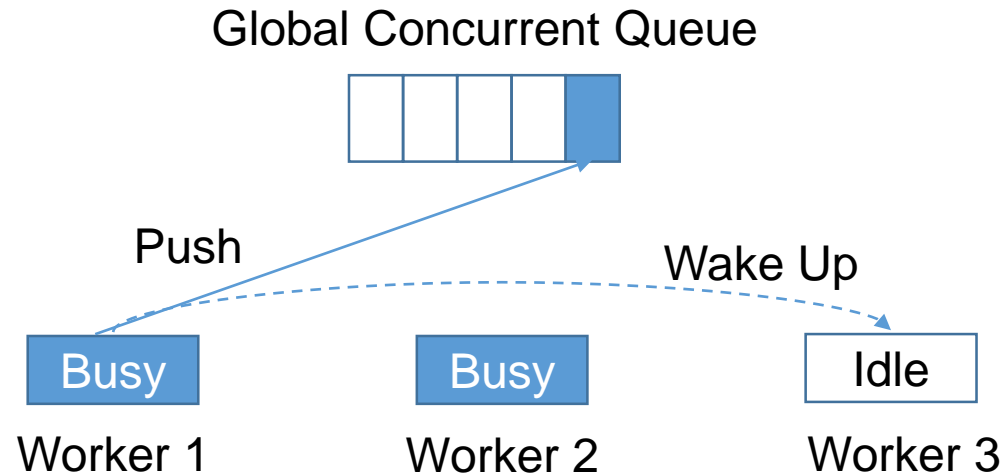 Global Concurrent Queue
Push
Wake Up
Busy
Busy
Idle
Worker 1
Worker 2
Worker 3